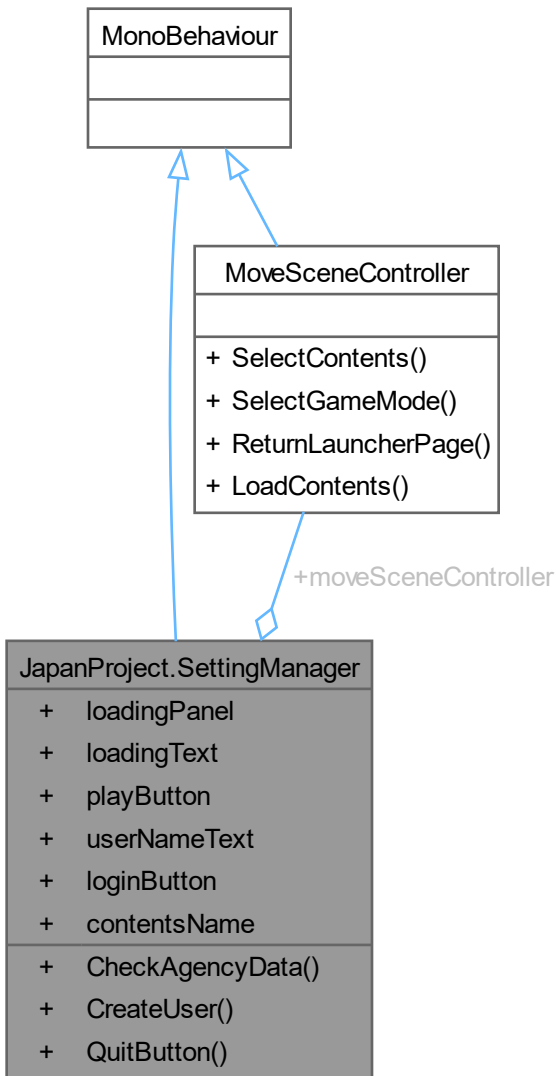 MonoBehaviour
MoveSceneController
+ SelectContents()
+ SelectGameMode()
+ ReturnLauncherPage()
+ LoadContents()
+moveSceneController
JapanProject.SettingManager
+ loadingPanel
+ loadingText
+ playButton
+ userNameText
+ loginButton
+ contentsName
+ CheckAgencyData()
+ CreateUser()
+ QuitButton()